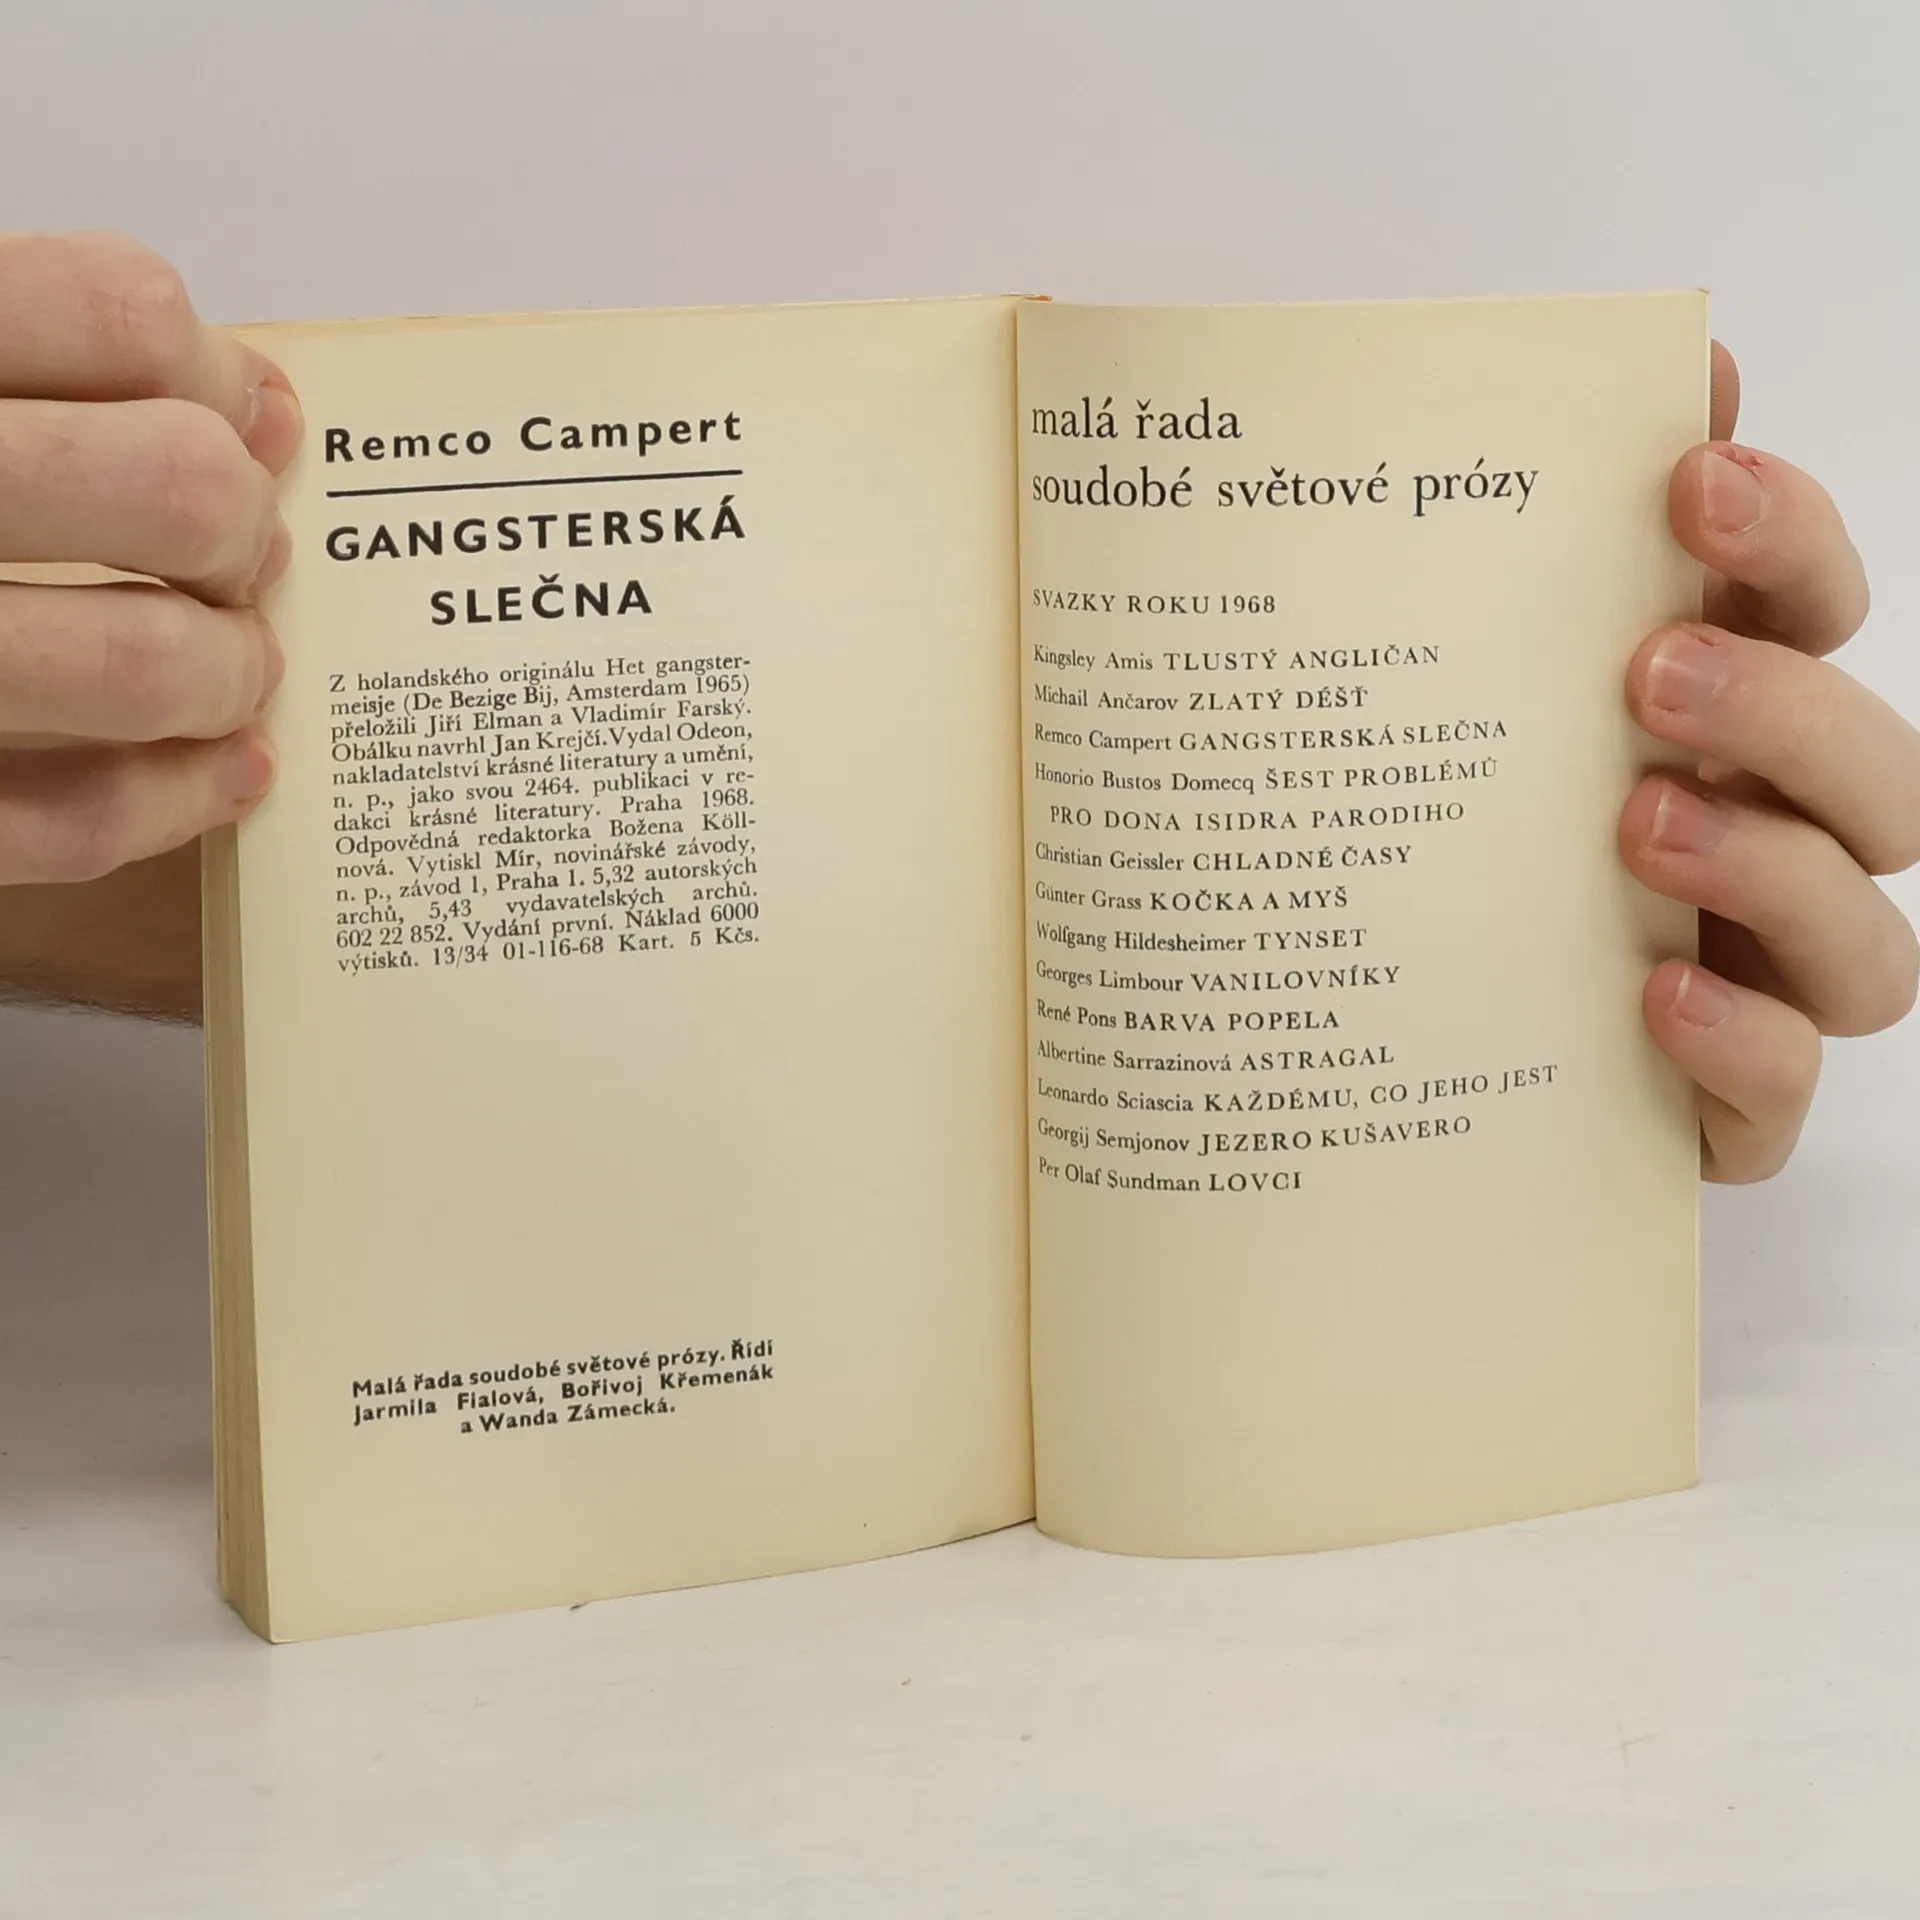 Remco Campert
GANGSTERSKÁ
SLEČNA
Z holandského originálu Het gangster-
meisje (De Bezige Bij, Amsterdam 1965)
přeložili Jiří Elman a Vladimír Farský.
Obálku navrhl Jan Krejčí. Vydal Odeon,
nakladatelství krásné literatury a umění,
n. p., jako svou 2464. publikaci v re-
dakci krásné literatury. Praha 1968.
Odpovědná redaktorka Božena Köll-
nová. Vytiskl Mír, novinářské závody,
n. p., závod 1, Praha 1. 5,32 autorských
archů, 5,43 vydavatelských archů.
602 22 852. Vydání první. Náklad 6000
výtisků. 13/34 01-116-68 Kart. 5 Kčs.
Malá řada soudobé světové prózy. Řídí
Jarmila Fialová, Bořivoj Křemenák
a Wanda Zámecká.
malá řada
soudobé světové prózy
SVAZKY ROKU 1968
Kingsley Amis TLUSTÝ ANGLIČAN
Michail Ančarov ZLATÝ DÉŠŤ
Remco Campert GANGSTERSKÁ SLEČNA
Honorio Bustos Domecq ŠEST PROBLÉMŮ
PRO DONA ISIDRA PARODIHO
Christian Geissler CHLADNÉ ČASY
Günter Grass KOČKA A MYŠ
Wolfgang Hildesheimer TYNSET
Georges Limbour VANILOVNÍKY
René Pons BARVA POPELA
Albertine Sarrazinová ASTRAGAL
Leonardo Sciascia KAŽDÉMU, CO JEHO JEST
Georgij Semjonov JEZERO KUŠAVERO
Per Olaf Sundman LOVCI